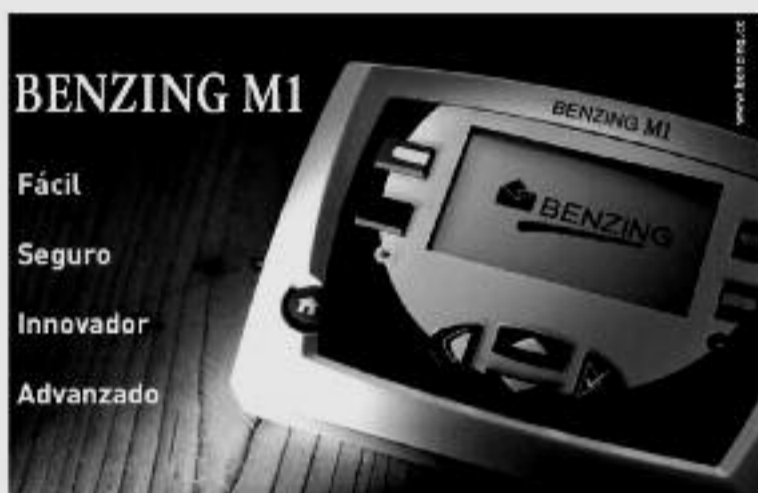 BENZING M1
Fácil
Seguro
Innovador
Advanzado
BENZING M1
BENZING
www.benzing.cc